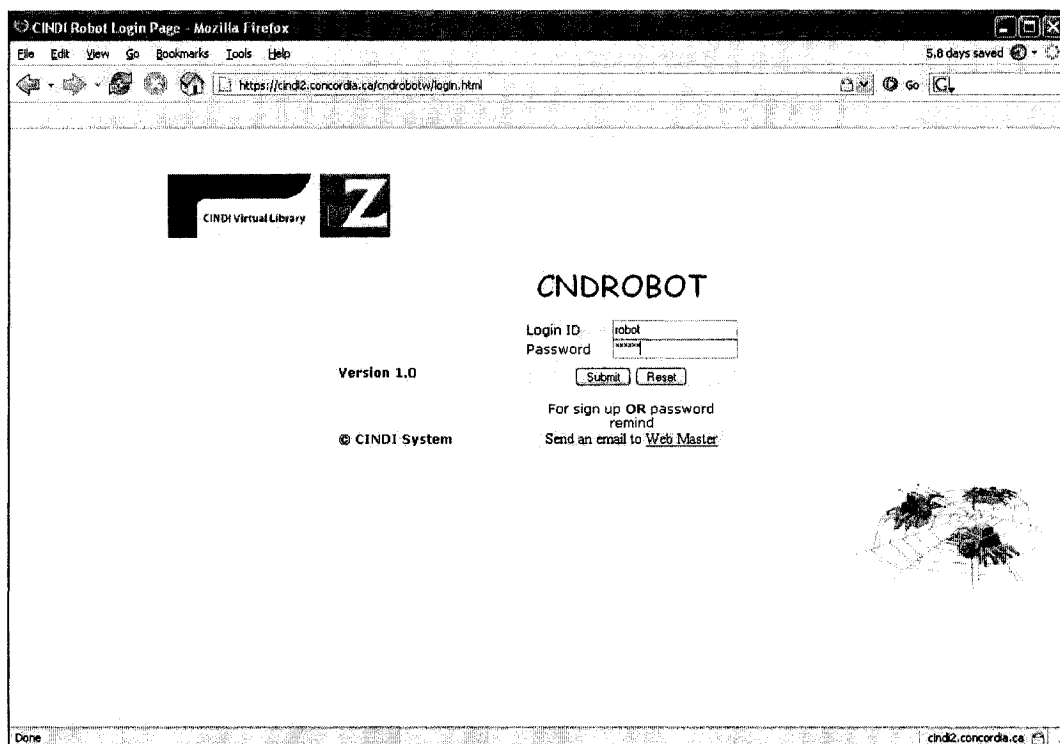 CINDI Robot Login Page - Mozilla Firefox
File Edit View Go Bookmarks Tools Help
5.8 days saved
https://cindi2.concordia.ca/cndrobotw/login.html
Go
G
CINDI Virtual Library
Z
CNDROBOT
Login ID robot
Password ******
Version 1.0
Submit Reset
For sign up OR password
remind
© CINDI System
Send an email to Web Master
Done
cindi2.concordia.ca